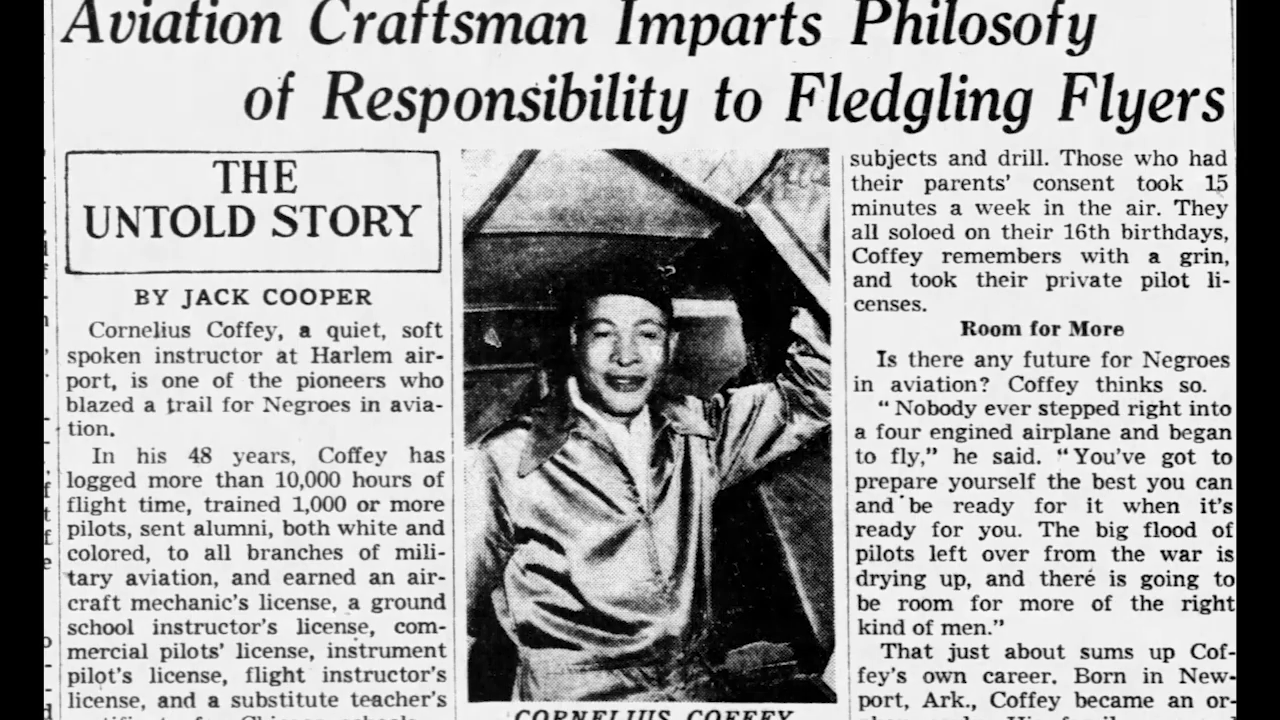 Aviation Craftsman Imparts Philosofy
of Responsibility to Fledgling Flyers
THE
UNTOLD STORY
BY JACK COOPER
Cornelius Coffey, a quiet, soft
spoken instructor at Harlem air-
port, is one of the pioneers who
blazed a trail for Negroes in avia-
tion.
In his 48 years, Coffey has
logged more than 10,000 hours of
flight time, trained 1,000 or more
pilots, sent alumni, both white and
colored, to all branches of mili-
tary aviation, and earned an air-
craft mechanic's license, a ground
school instructor's license, com-
mercial pilots' license, instrument
pilot's license, flight instructor's
license, and a substitute teacher's
CORNELIUS COFFEY
subjects and drill. Those who had
their parents' consent took 15
minutes a week in the air. They
all soloed on their 16th birthdays,
Coffey remembers with a grin,
and took their private pilot li-
censes.
Room for More
Is there any future for Negroes
in aviation? Coffey thinks so.
"Nobody ever stepped right into
a four engined airplane and began
to fly," he said. "You've got to
prepare yourself the best you can
and be ready for it when it's
ready for you. The big flood of
pilots left over from the war is
drying up, and there is going to
be room for more of the right
kind of men."
That just about sums up Cof-
fey's own career. Born in New-
port, Ark., Coffey became an or-